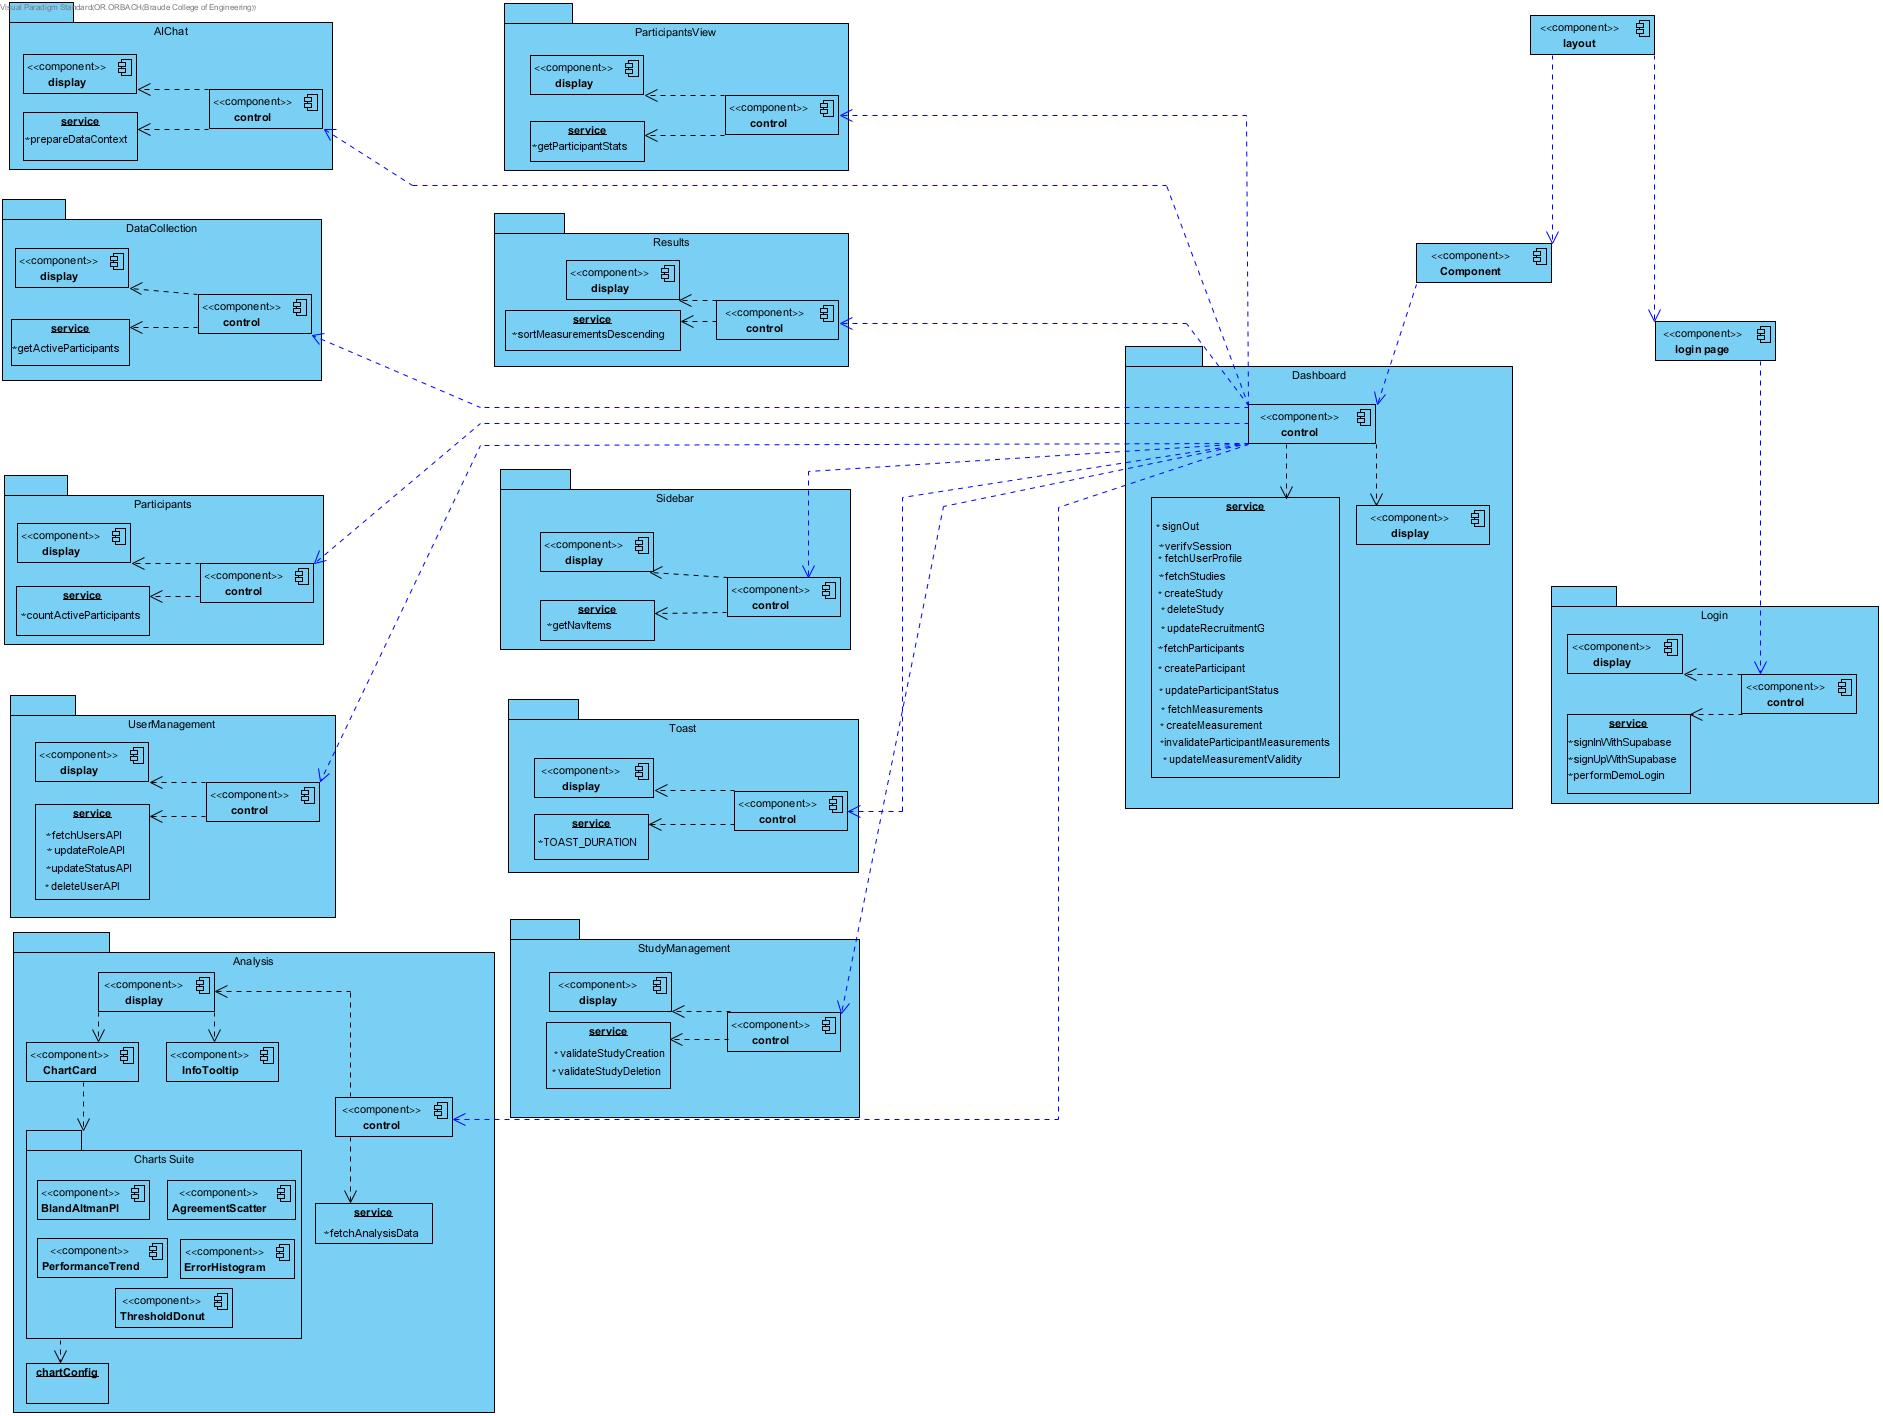 Visual Paradigm Standard(OR.ORBACH(Braude College of Engineering))
AIChat
<<component>>
display
<<component>>
control
service
*prepareDataContext
ParticipantsView
<<component>>
display
<<component>>
control
service
*getParticipantStats
<<component>>
layout
DataCollection
<<component>>
display
<<component>>
control
service
*getActiveParticipants
Results
<<component>>
display
<<component>>
control
service
*sortMeasurementsDescending
<<component>>
Component
<<component>>
login page
Dashboard
<<component>>
control
service
*signOut
*verifySession
*fetchUserProfile
*fetchStudies
*createStudy
*deleteStudy
*updateRecruitmentG
*fetchParticipants
*createParticipant
*updateParticipantStatus
*fetchMeasurements
*createMeasurement
*invalidateParticipantMeasurements
*updateMeasurementValidity
<<component>>
display
Participants
<<component>>
display
<<component>>
control
service
*countActiveParticipants
Sidebar
<<component>>
display
<<component>>
control
service
*getNavItems
Login
<<component>>
display
<<component>>
control
service
*signInWithSupabase
*signUpWithSupabase
*performDemoLogin
UserManagement
<<component>>
display
<<component>>
control
service
*fetchUsersAPI
*updateRoleAPI
*updateStatusAPI
*deleteUserAPI
Toast
<<component>>
display
<<component>>
control
service
*TOAST_DURATION
StudyManagement
<<component>>
display
<<component>>
control
service
*validateStudyCreation
*validateStudyDeletion
Analysis
<<component>>
display
<<component>>
ChartCard
<<component>>
InfoTooltip
<<component>>
control
Charts Suite
<<component>>
BlandAltmanPl
<<component>>
AgreementScatter
<<component>>
PerformanceTrend
<<component>>
ErrorHistogram
<<component>>
ThresholdDonut
service
*fetchAnalysisData
chartConfig